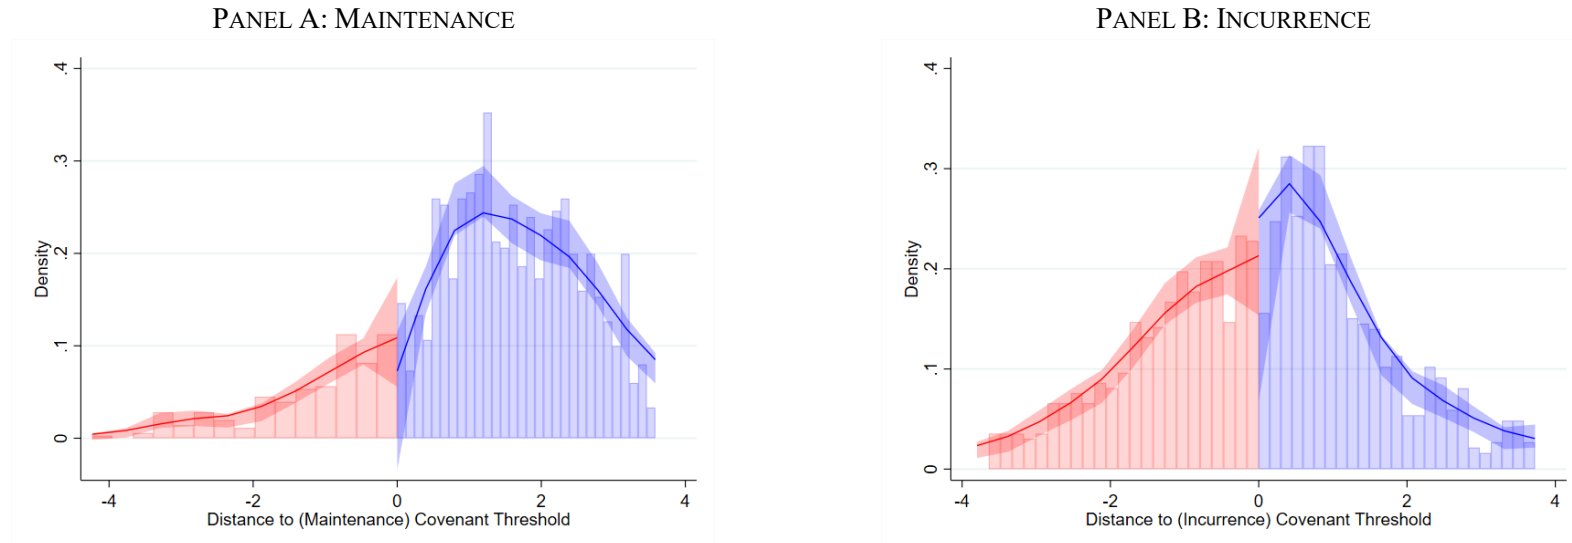 PANEL A: MAINTENANCE
.4
.3
.2
.1
0
Density
-4 -2 0 2 4
Distance to (Maintenance) Covenant Threshold
PANEL B: INCURRENCE
.4
.3
.2
.1
0
Density
-4 -2 0 2 4
Distance to (Incurrence) Covenant Threshold